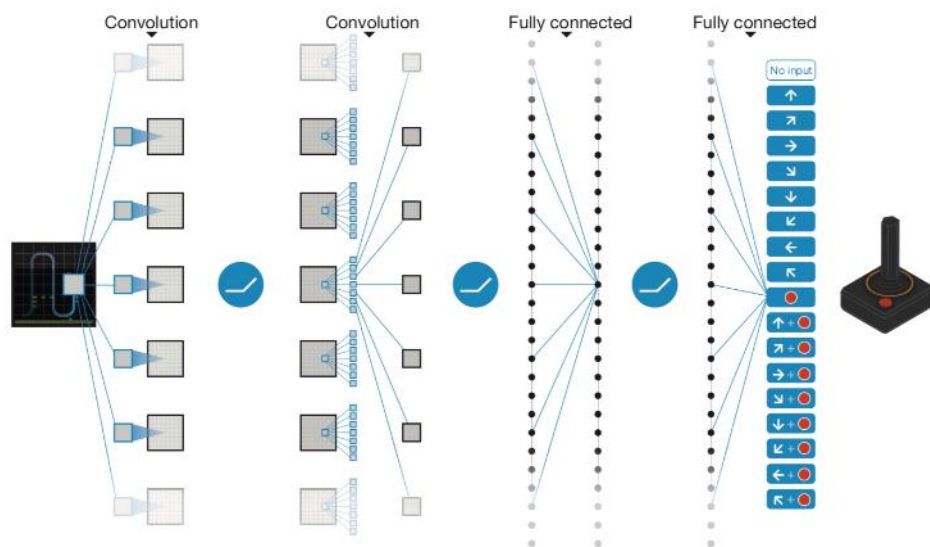 Convolution
Convolution
Fully connected
Fully connected
No input
+
+
+
+
+
+
+
+